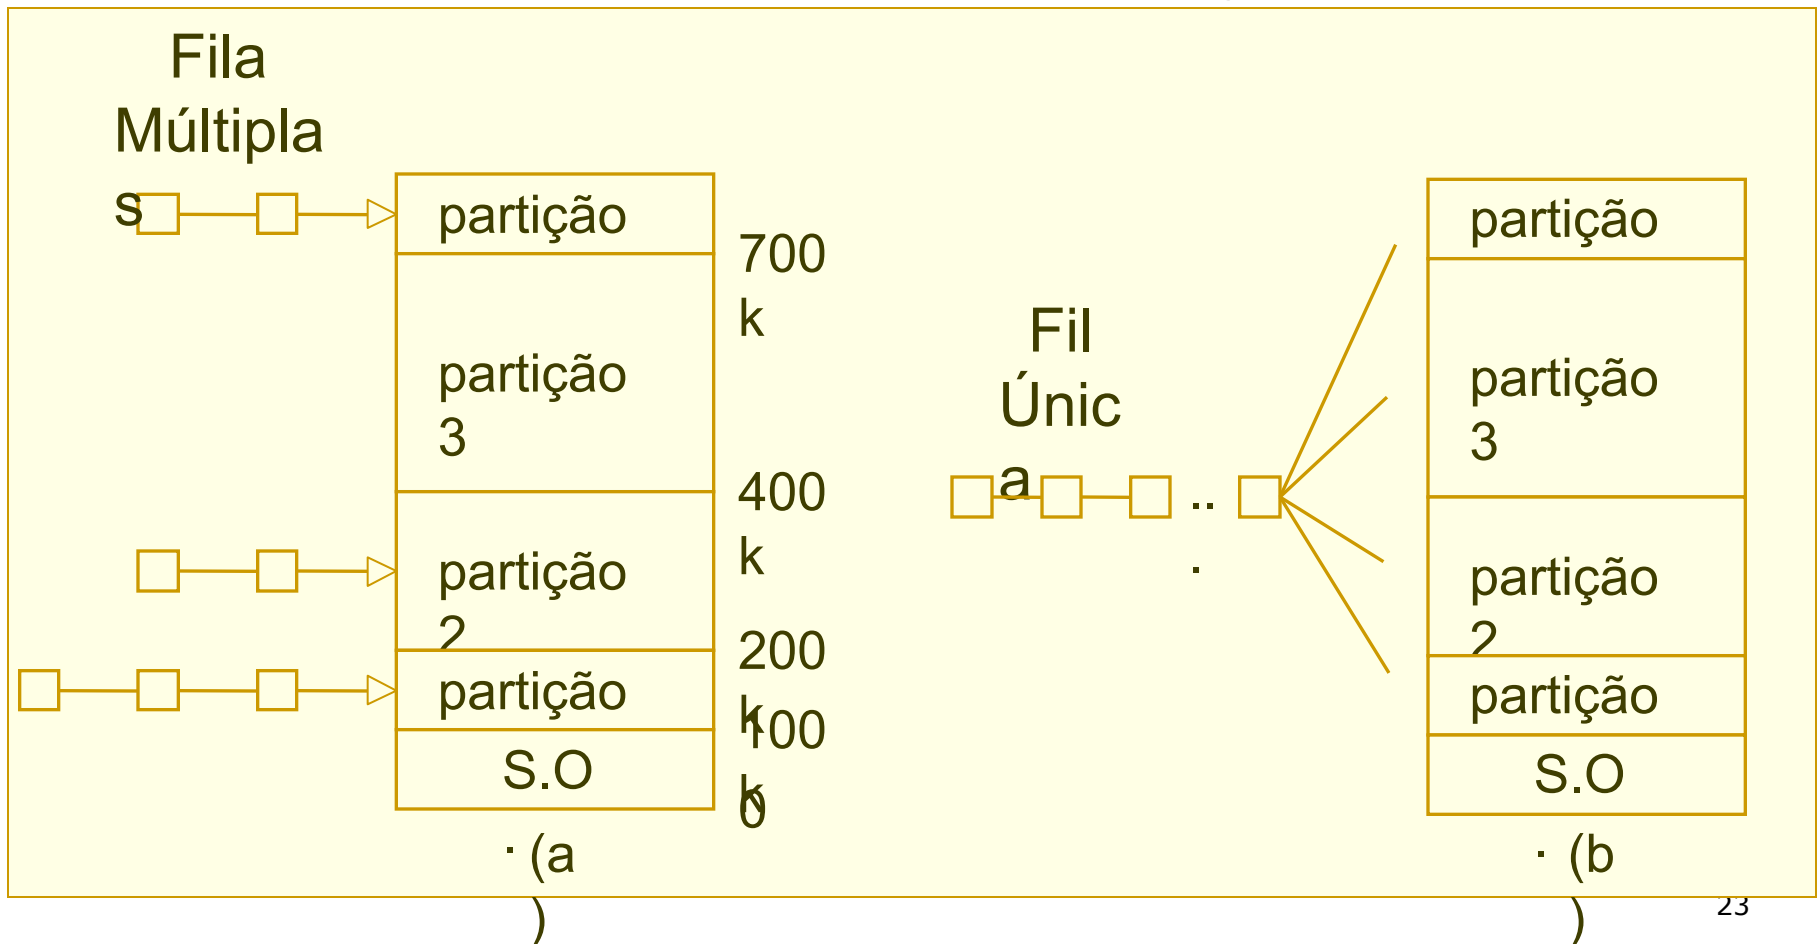 Fila
Múltipla
s
partição
700
k
partição
3
400
k
partição
2
200
k
partição
100
k
S.O
0
. (a
)
Fil
Únic
a
..
.
partição
partição
3
partição
2
partição
S.O
. (b
)
23